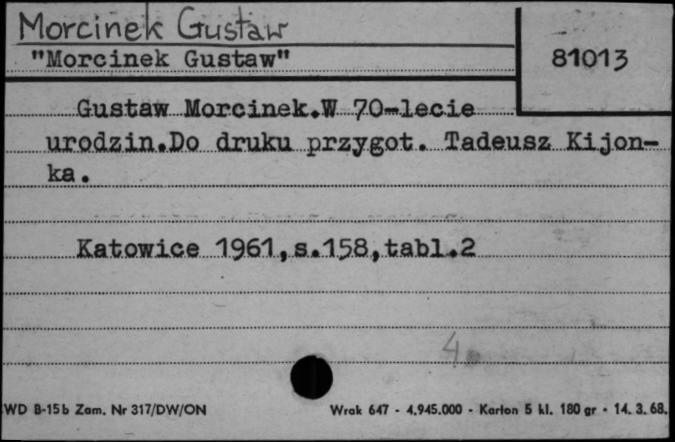 Morcinek Gustaw
"Morcinek Gustaw"
81013
Gustaw Morcinek.W 70-lecie
urodzin.Do druku przygot. Tadeusz Kijon-
ka.
Katowice 1961,s.158,tabl.2
4
WD B-15b Zam. Nr 317/DW/ON
Wrak 647 - 4.945.000 - Karton 5 kl. 180 gr - 14. 3. 68.